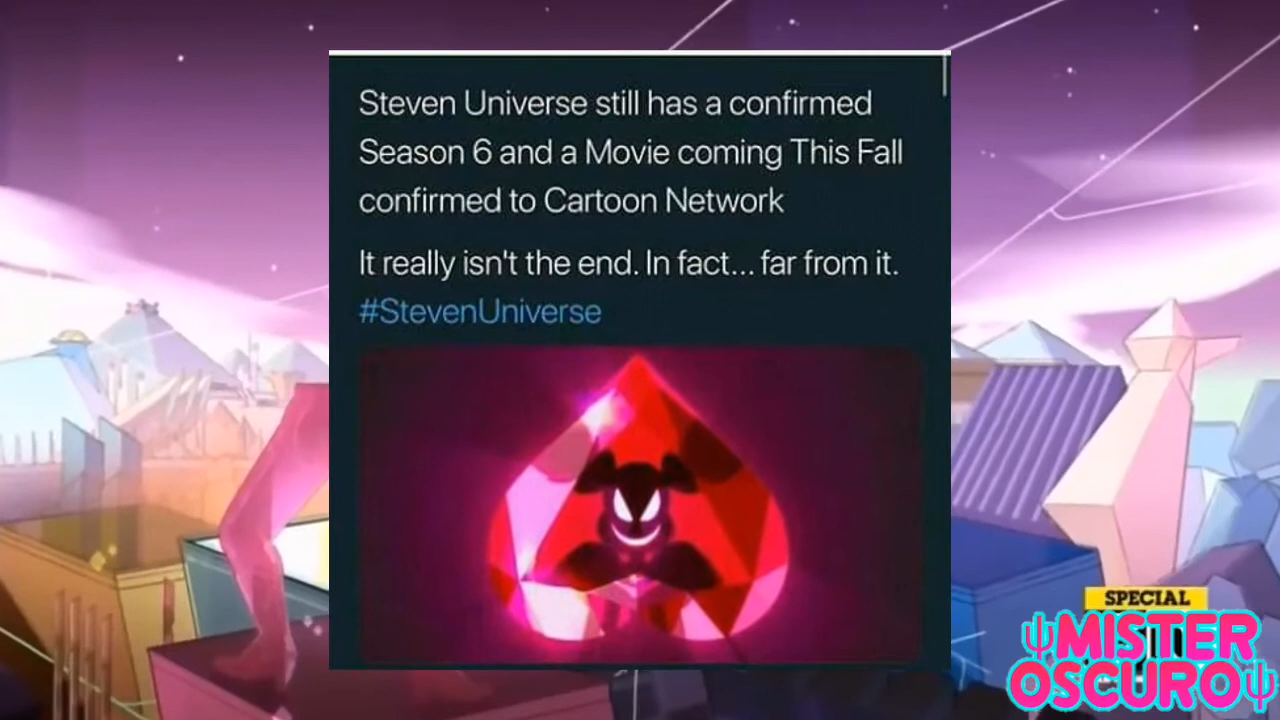 Steven Universe still has a confirmed
Season 6 and a Movie coming This Fall
confirmed to Cartoon Network
It really isn't the end. In fact... far from it.
#StevenUniverse
SPECIAL
MISTER
OSCURO